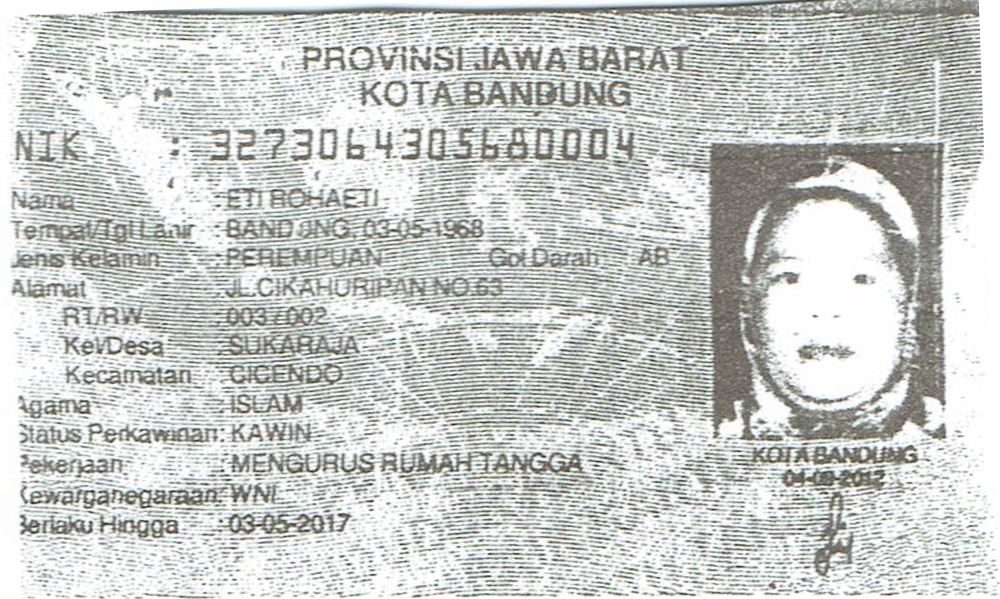 PROVINSI JAWA BARAT
KOTA BANDUNG
NIK : 3273064305680004
Nama : ETI ROHAETI
Tempat/Tgl Lahir : BANDUNG, 03-05-1968
Jenis Kelamin : PEREMPUAN Gol Darah : AB
Alamat : JL.CIKAHURIPAN NO.63
RT/RW : 003 / 002
Kel/Desa : SUKARAJA
Kecamatan : CICENDO
Agama : ISLAM
Status Perkawinan: KAWIN
Pekerjaan : MENGURUS RUMAH TANGGA
Kewarganegaraan: WNI
Berlaku Hingga : 03-05-2017
KOTA BANDUNG
04-09-2012